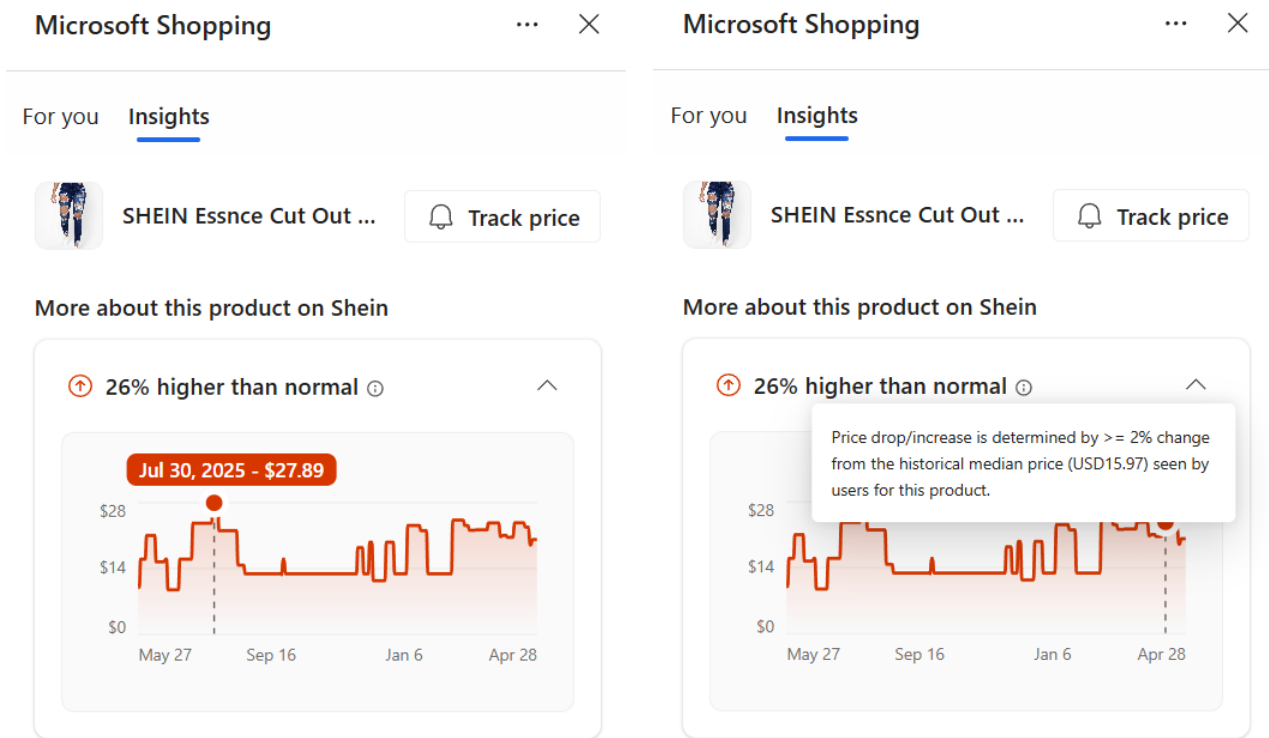 Microsoft Shopping
For you Insights
SHEIN Essnce Cut Out ... Track price
More about this product on Shein
26% higher than normal
Jul 30, 2025 - $27.89
$28
$14
$0
May 27 Sep 16 Jan 6 Apr 28
Microsoft Shopping
For you Insights
SHEIN Essnce Cut Out ... Track price
More about this product on Shein
26% higher than normal
Price drop/increase is determined by >= 2% change
from the historical median price (USD15.97) seen by
users for this product.
$28
$14
$0
May 27 Sep 16 Jan 6 Apr 28